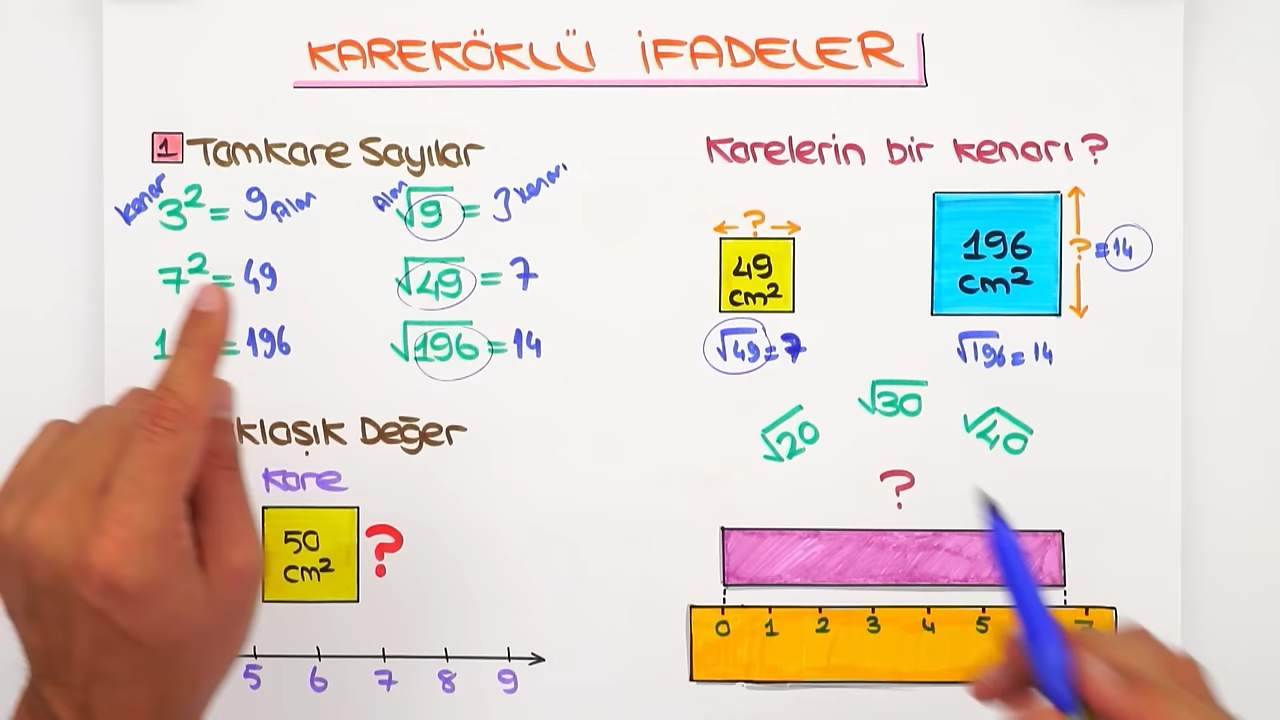 KAREKÖKLÜ İFADELER
1 Tamkare Sayılar
Kenar 3² = 9 Alan
Alan √9 = 3 kenarı
7² = 49
√49 = 7
= 196
√196 = 14
Karelerin bir kenarı ?
?
49 cm²
√49 = 7
196 cm²
? = 14
√196 = 14
Değer
Kare
50 cm²
?
5 6 7 8 9
√20 √30 √40
?
0 1 2 3 4 5 7